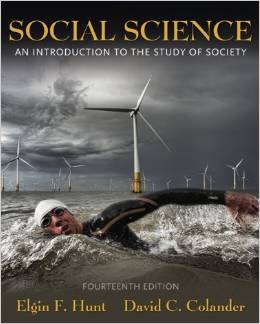 SOCIAL SCIENCE
AN INTRODUCTION TO THE STUDY OF SOCIETY
FOURTEENTH EDITION
Elgin F. Hunt David C. Colander